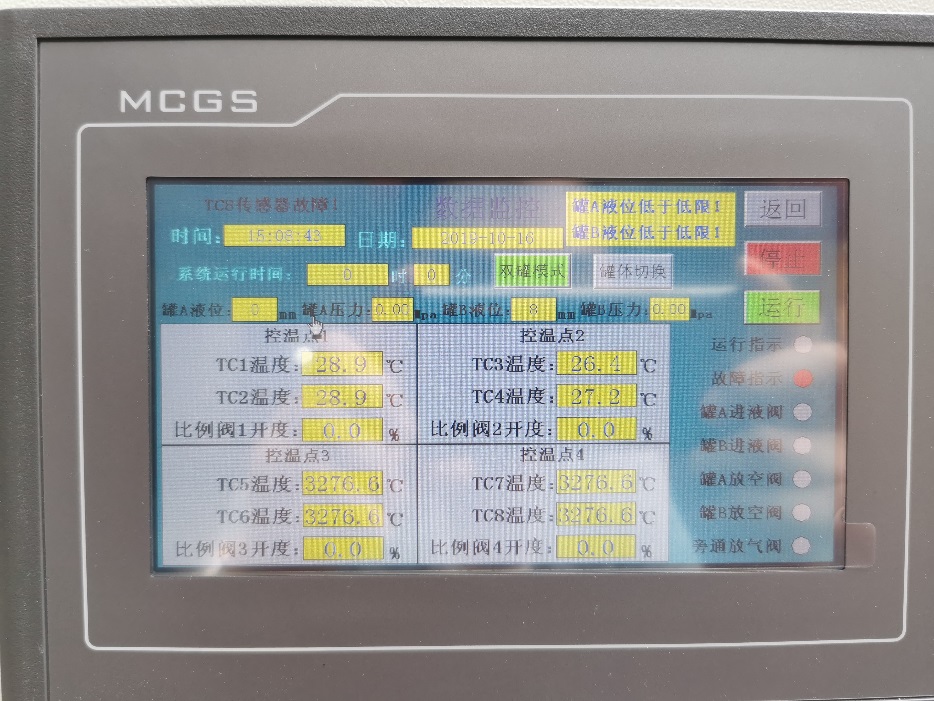 MCGS
TC8传感器故障! 数据监控 罐A液位低于低限! 返回
罐B液位低于低限!
时间: 15:06:43 日期: 2019-10-16 停止
系统运行时间: 0 时 0 分 双罐模式 罐体切换
罐A液位: 0 mm 罐A压力: 0.00 Mpa 罐B液位: 8 mm 罐B压力: 0.00 Mpa 运行
控温点1 控温点2 运行指示
TC1温度: 28.9 ℃ TC3温度: 26.4 ℃ 故障指示
TC2温度: 28.9 ℃ TC4温度: 27.2 ℃ 罐A进液阀
比例阀1开度: 0.0 % 比例阀2开度: 0.0 % 罐B进液阀
控温点3 控温点4
TC5温度: 3276.6 ℃ TC7温度: 3276.6 ℃ 罐A放空阀
TC6温度: 3276.6 ℃ TC8温度: 3276.6 ℃ 罐B放空阀
比例阀3开度: 0.0 % 比例阀4开度: 0.0 % 旁通放气阀